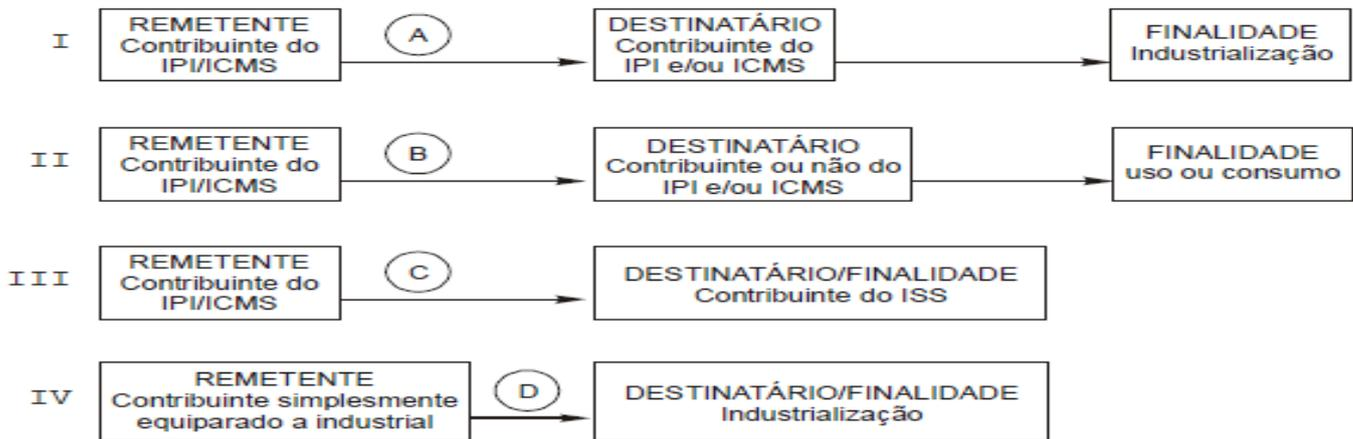 I
REMETENTE
Contribuinte do
IPI/ICMS
A
DESTINATÁRIO
Contribuinte do
IPI e/ou ICMS
FINALIDADE
Industrialização
II
REMETENTE
Contribuinte do
IPI/ICMS
B
DESTINATÁRIO
Contribuinte ou não do
IPI e/ou ICMS
FINALIDADE
uso ou consumo
III
REMETENTE
Contribuinte do
IPI/ICMS
C
DESTINATÁRIO/FINALIDADE
Contribuinte do ISS
IV
REMETENTE
Contribuinte simplesmente
equiparado a industrial
D
DESTINATÁRIO/FINALIDADE
Industrialização